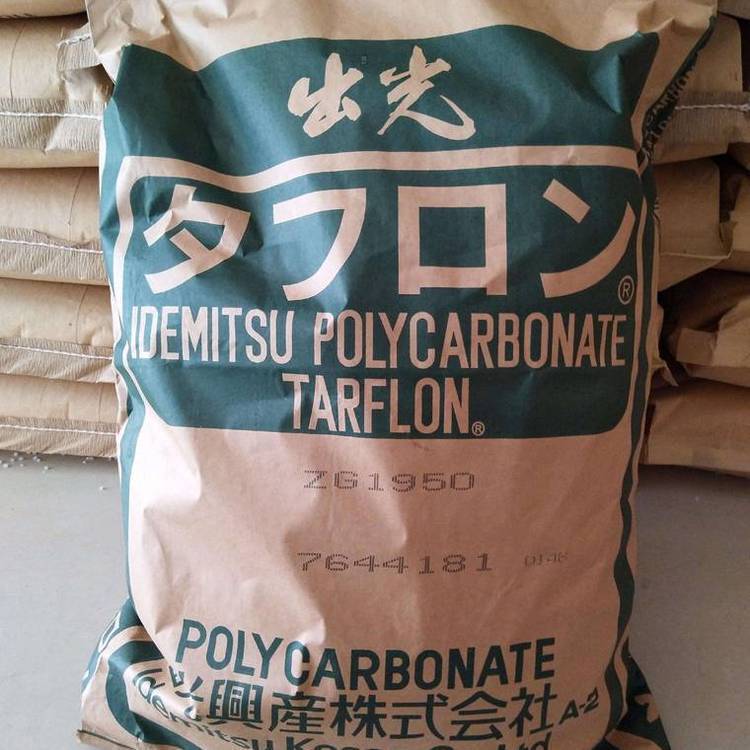 出光
タフロン®
IDEMITSU POLYCARBONATE
TARFLON®
ZG1950
7644181
POLYCARBONATE
光興産株式会社 A-2
Idemitsu